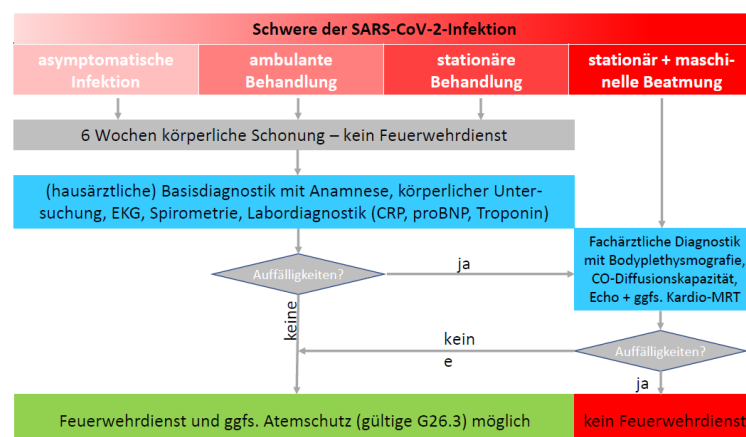 Schwere der SARS-CoV-2-Infektion
asymptomatische
Infektion
ambulante
Behandlung
stationäre
Behandlung
stationär + maschi-
nelle Beatmung
6 Wochen körperliche Schonung – kein Feuerwehrdienst
(hausärztliche) Basisdiagnostik mit Anamnese, körperlicher Unter-
suchung, EKG, Spirometrie, Labordiagnostik (CRP, proBNP, Troponin)
Auffälligkeiten?
ja
Fachärztliche Diagnostik
mit Bodyplethysmografie,
CO-Diffusionskapazität,
Echo + ggfs. Kardio-MRT
keine
kein
e
Auffälligkeiten?
ja
Feuerwehrdienst und ggfs. Atemschutz (gültige G26.3) möglich
kein Feuerwehrdienst